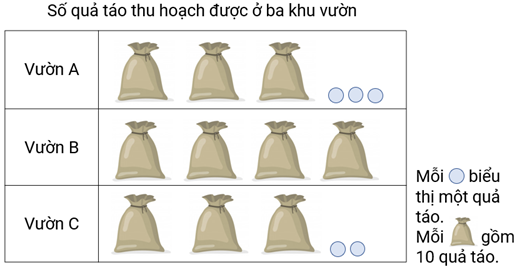 Số quả táo thu hoạch được ở ba khu vườn
Vườn A
Vườn B
Vườn C
Mỗi biểu
thị một quả
táo.
Mỗi gồm
10 quả táo.